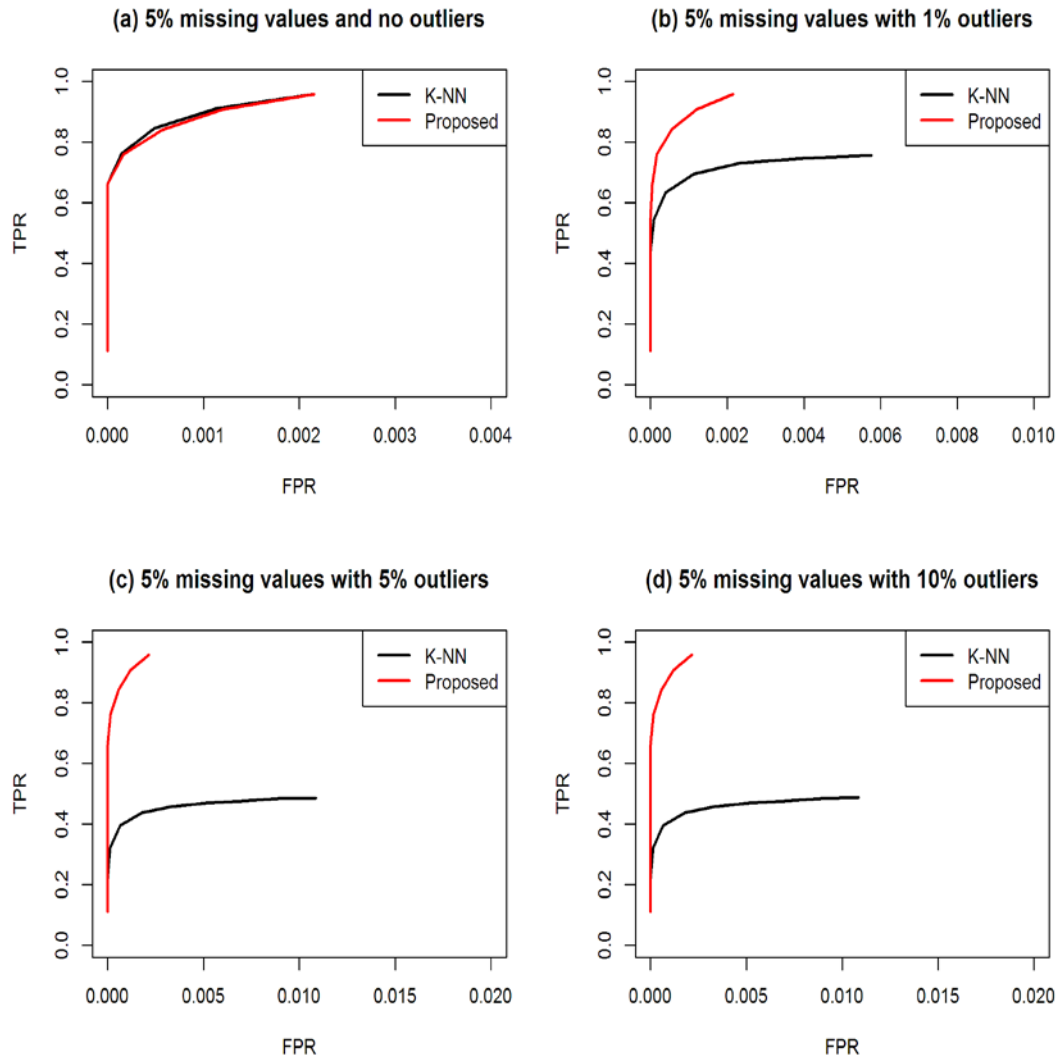 (a) 5% missing values and no outliers
K-NN
Proposed
TPR
0.0 0.2 0.4 0.6 0.8 1.0
0.000 0.001 0.002 0.003 0.004
FPR
(b) 5% missing values with 1% outliers
K-NN
Proposed
TPR
0.0 0.2 0.4 0.6 0.8 1.0
0.000 0.002 0.004 0.006 0.008 0.010
FPR
(c) 5% missing values with 5% outliers
K-NN
Proposed
TPR
0.0 0.2 0.4 0.6 0.8 1.0
0.000 0.005 0.010 0.015 0.020
FPR
(d) 5% missing values with 10% outliers
K-NN
Proposed
TPR
0.0 0.2 0.4 0.6 0.8 1.0
0.000 0.005 0.010 0.015 0.020
FPR